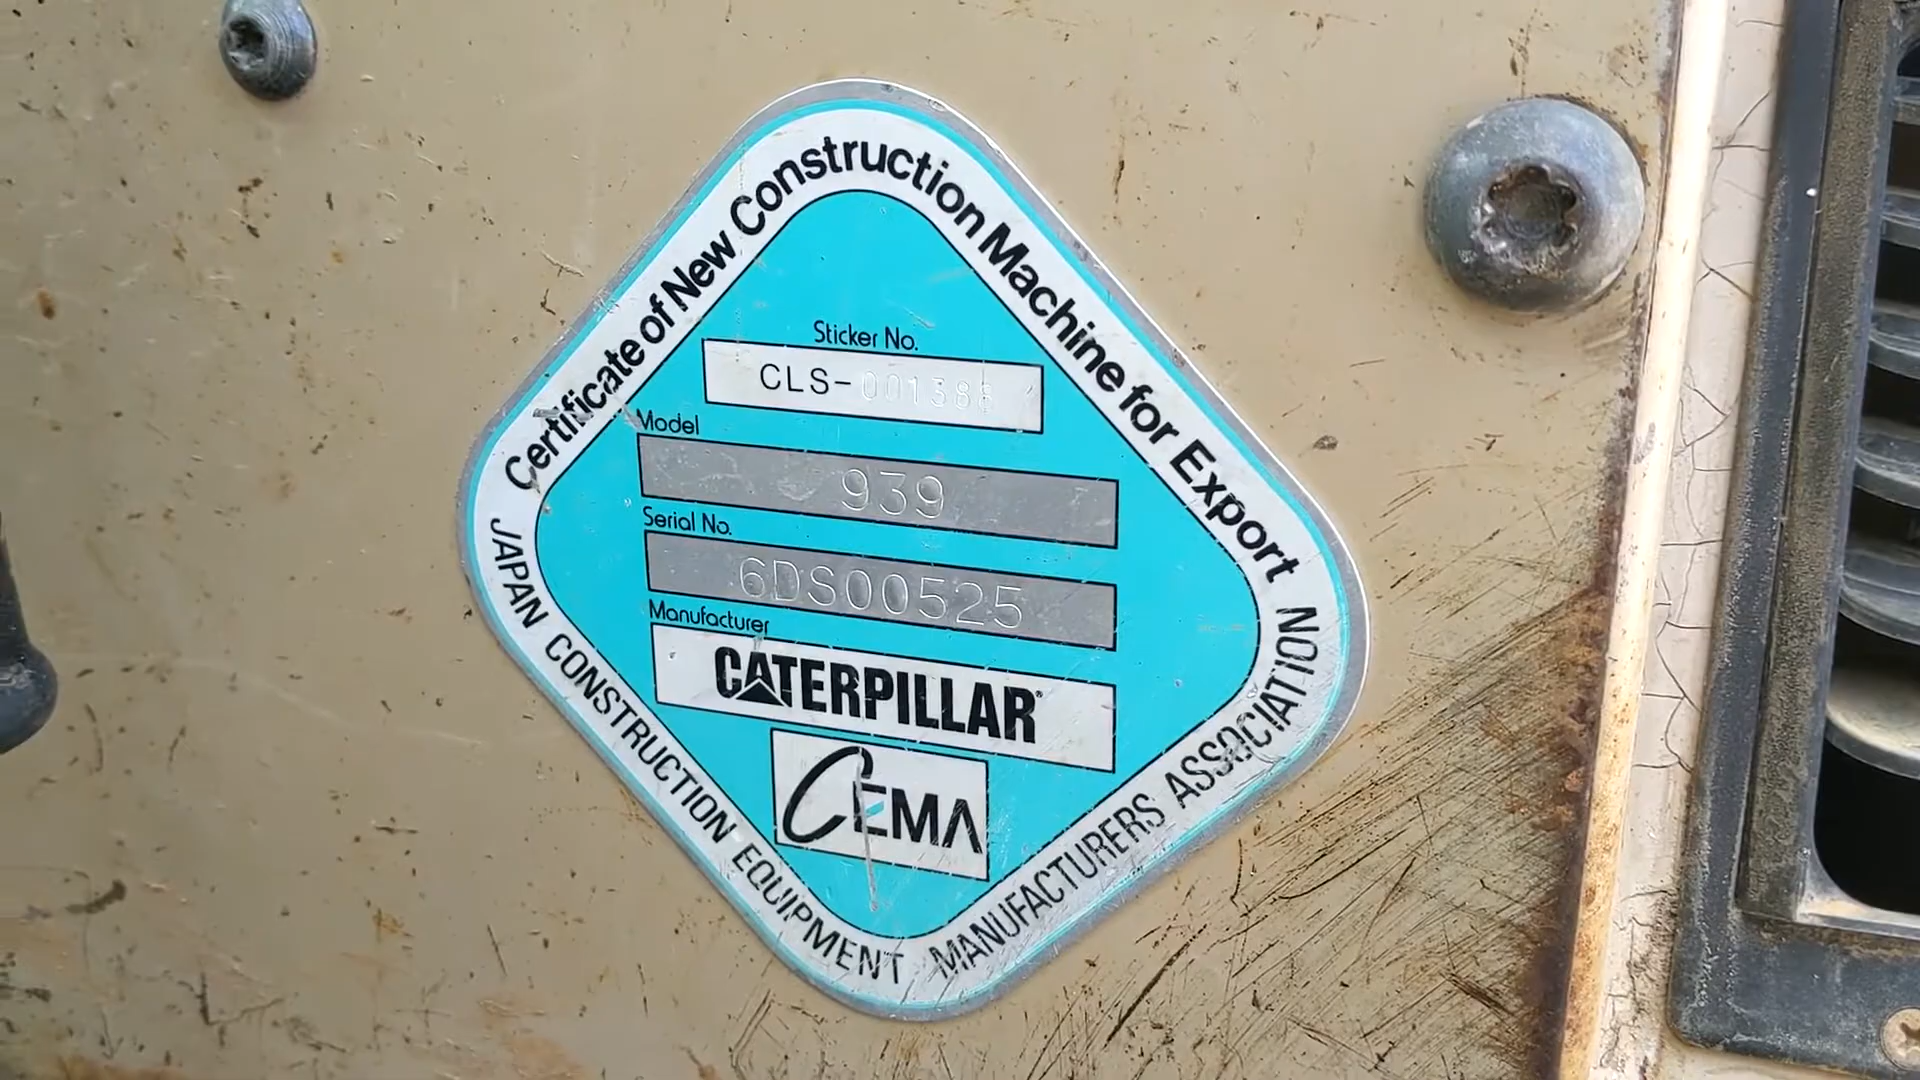 Certificate of New Construction Machine for Export
Sticker No.
CLS-001388
Model
939
Serial No.
6DS00525
Manufacturer
CATERPILLAR
CEMA
JAPAN CONSTRUCTION EQUIPMENT MANUFACTURERS ASSOCIATION